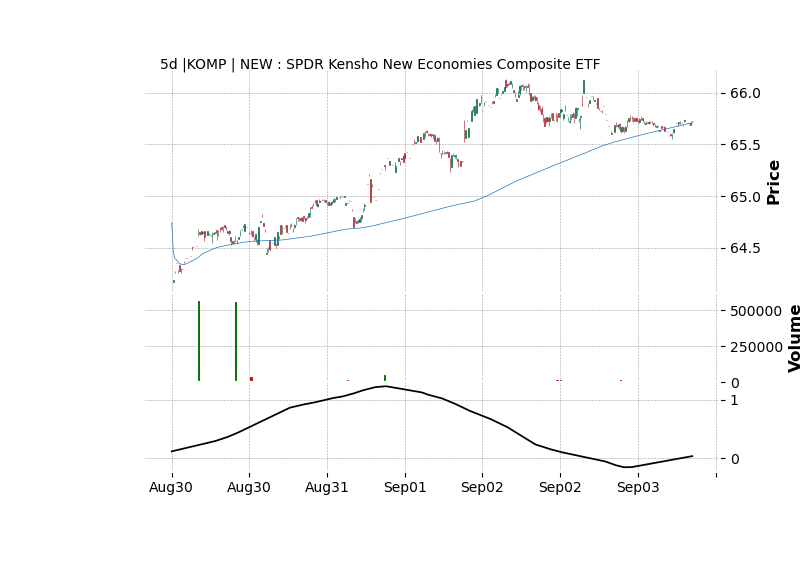 5d |KOMP | NEW : SPDR Kensho New Economies Composite ETF
66.0
65.5
65.0
64.5
Price
500000
250000
0
Volume
1
0
Aug30 Aug30 Aug31 Sep01 Sep02 Sep02 Sep03